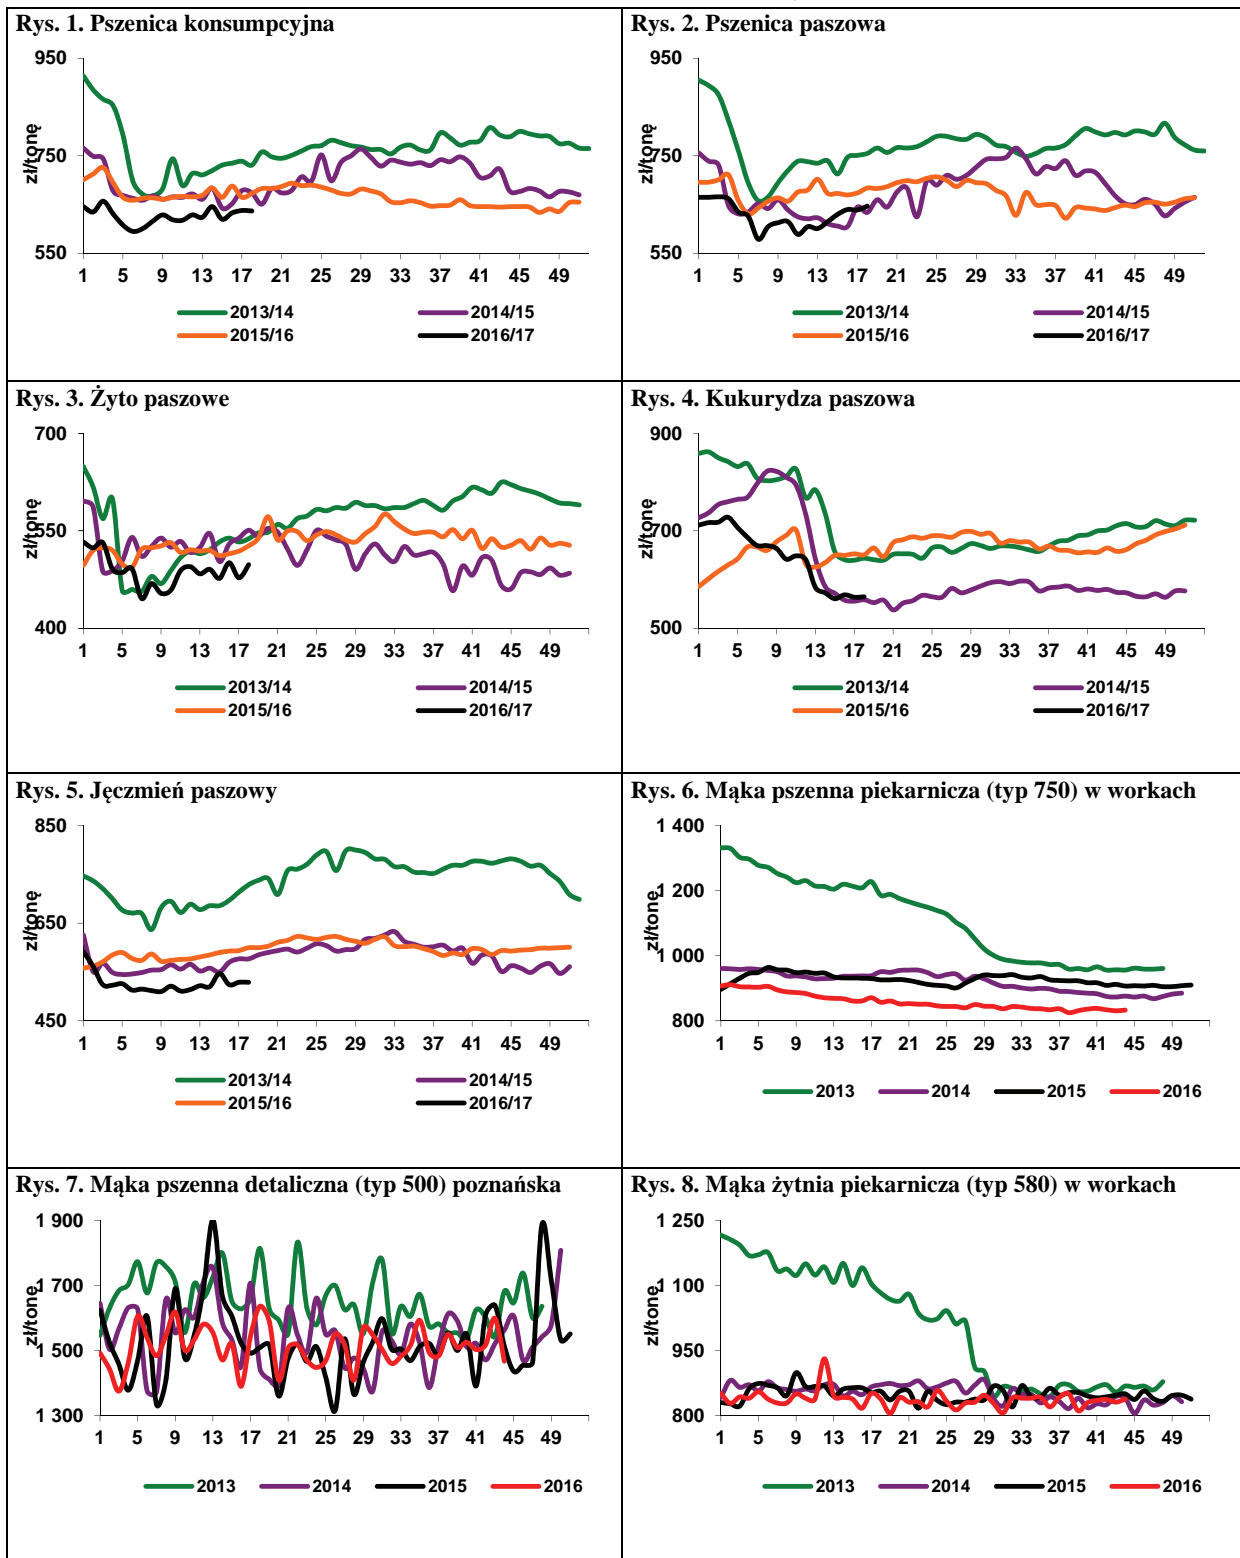 Rys. 1. Pszenica konsumpcyjna
zł/tonę
950
750
550
1 5 9 13 17 21 25 29 33 37 41 45 49
2013/14 2014/15
2015/16 2016/17
Rys. 2. Pszenica paszowa
zł/tonę
950
750
550
1 5 9 13 17 21 25 29 33 37 41 45 49
2013/14 2014/15
2015/16 2016/17
Rys. 3. Żyto paszowe
zł/tonę
700
550
400
1 5 9 13 17 21 25 29 33 37 41 45 49
2013/14 2014/15
2015/16 2016/17
Rys. 4. Kukurydza paszowa
zł/tonę
900
700
500
1 5 9 13 17 21 25 29 33 37 41 45 49
2013/14 2014/15
2015/16 2016/17
Rys. 5. Jęczmień paszowy
zł/tonę
850
650
450
1 5 9 13 17 21 25 29 33 37 41 45 49
2013/14 2014/15
2015/16 2016/17
Rys. 6. Mąka pszenna piekarnicza (typ 750) w workach
zł/tonę
1 400
1 200
1 000
800
1 5 9 13 17 21 25 29 33 37 41 45 49
2013 2014 2015 2016
Rys. 7. Mąka pszenna detaliczna (typ 500) poznańska
zł/tonę
1 900
1 700
1 500
1 300
1 5 9 13 17 21 25 29 33 37 41 45 49
2013 2014 2015 2016
Rys. 8. Mąka żytnia piekarnicza (typ 580) w workach
zł/tonę
1 250
1 100
950
800
1 5 9 13 17 21 25 29 33 37 41 45 49
2013 2014 2015 2016